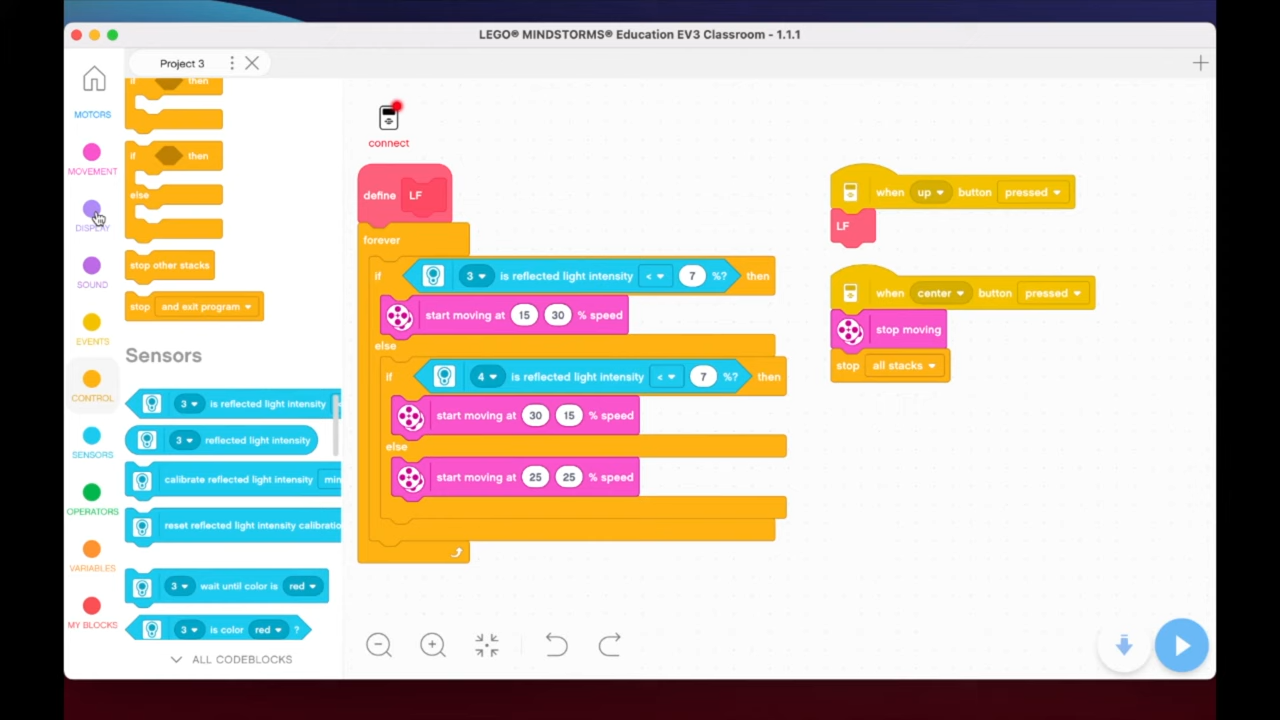 LEGO® MINDSTORMS® Education EV3 Classroom - 1.1.1
Project 3
MOTORS
MOVEMENT
DISPLAY
SOUND
EVENTS
CONTROL
SENSORS
OPERATORS
VARIABLES
MY BLOCKS
if then
if then
else
stop other stacks
stop and exit program
Sensors
3 is reflected light intensity
3 reflected light intensity
calibrate reflected light intensity
reset reflected light intensity
3 wait until color is red
3 is color red ?
ALL CODEBLOCKS
connect
define LF
forever
if 3 is reflected light intensity < 7 %? then
start moving at 15 30 % speed
else
if 4 is reflected light intensity < 7 %? then
start moving at 30 15 % speed
else
start moving at 25 25 % speed
when up button pressed
LF
when center button pressed
stop moving
stop all stacks